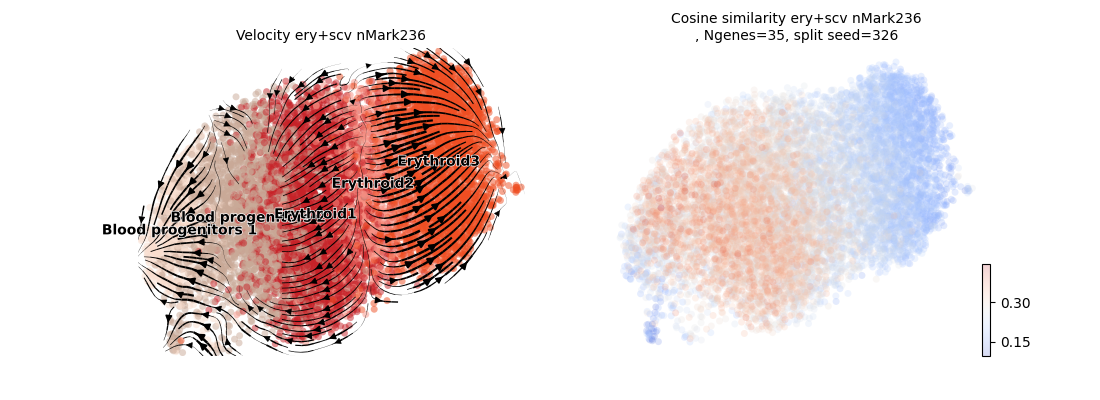 Velocity ery+scv nMark236
Cosine similarity ery+scv nMark236
, Ngenes=35, split seed=326
Erythroid3
Erythroid2
Erythroid1
Blood progenitors 1
0.30
0.15